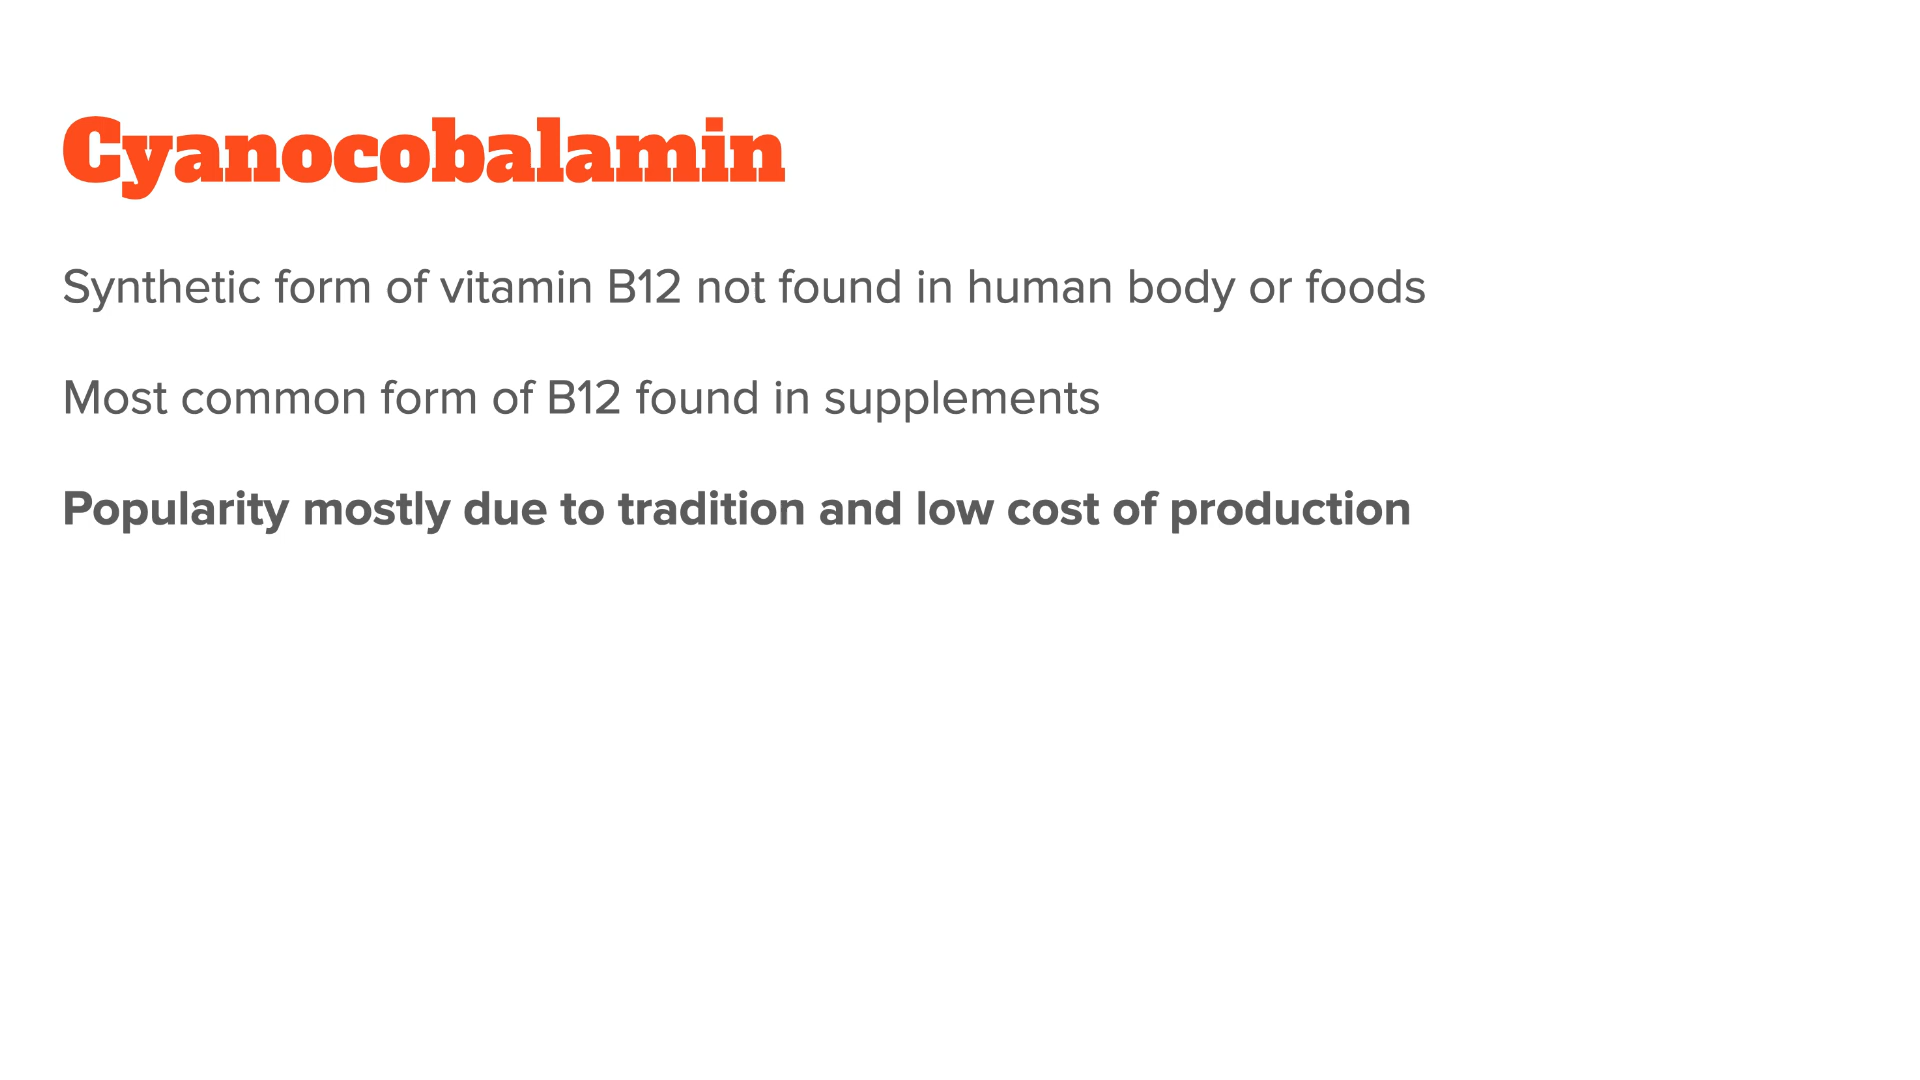 Cyanocobalamin
Synthetic form of vitamin B12 not found in human body or foods
Most common form of B12 found in supplements
Popularity mostly due to tradition and low cost of production